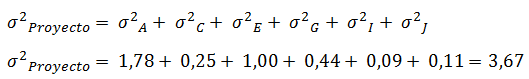 σ²Proyecto = σ²A + σ²C + σ²E + σ²G + σ²I + σ²J
σ²Proyecto = 1,78 + 0,25 + 1,00 + 0,44 + 0,09 + 0,11 = 3,67